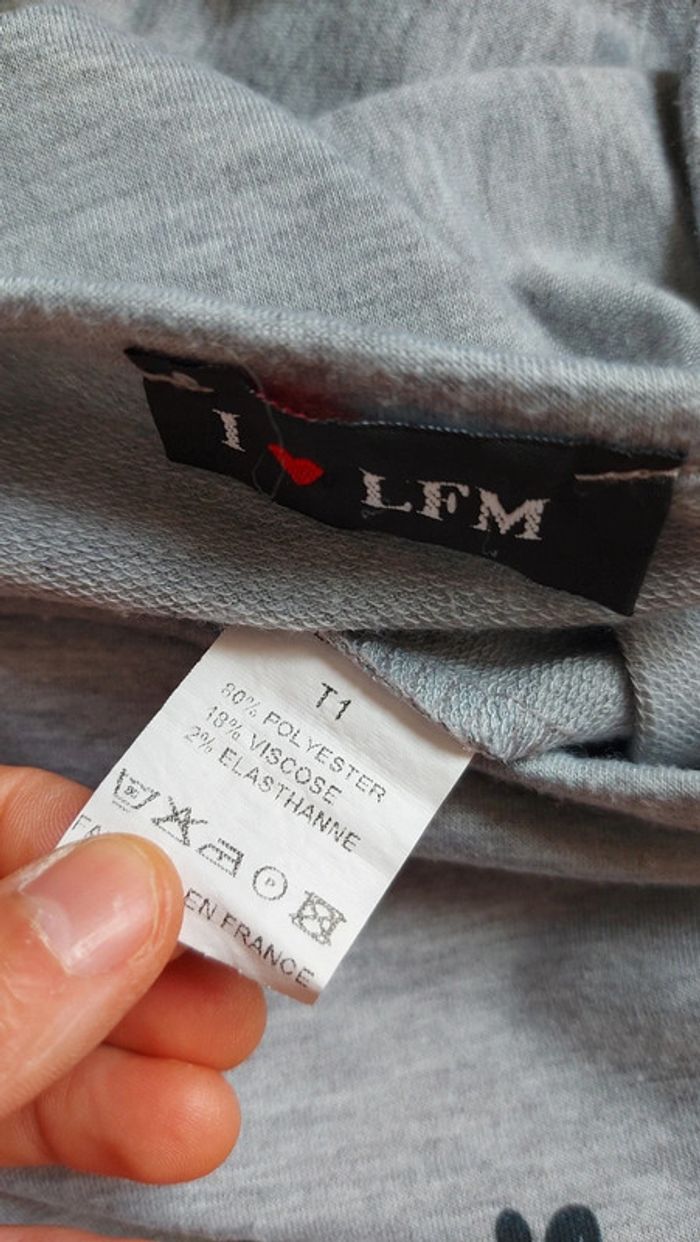 I LFM
T1
80% POLYESTER
18% VISCOSE
2% ELASTHANNE
P
EN FRANCE